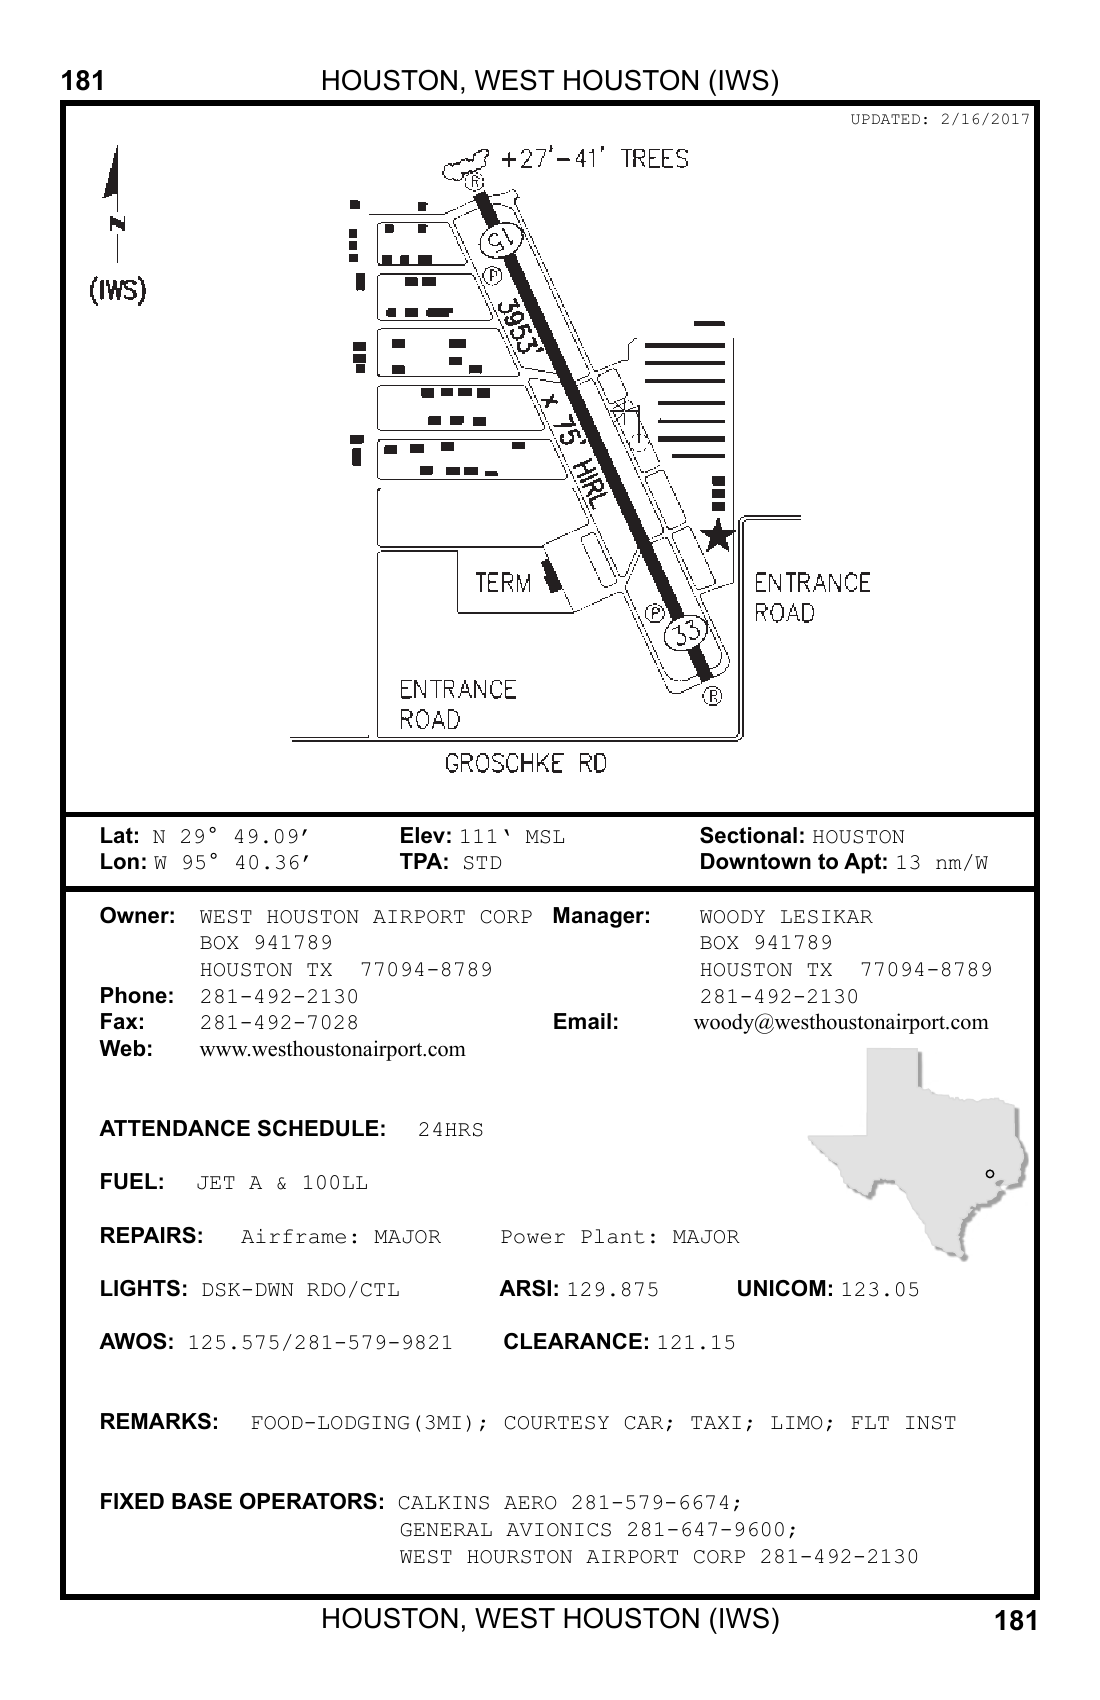 181 HOUSTON, WEST HOUSTON (IWS)
UPDATED: 2/16/2017
+27'-41' TREES
R
N
15
(IWS)
P
3953'
x 75' HIRL
TERM
ENTRANCE
ROAD
P
33
ENTRANCE
ROAD
R
GROSCHKE RD
Lat: N 29° 49.09′ Elev: 111‘ MSL Sectional: HOUSTON
Lon: W 95° 40.36′ TPA: STD Downtown to Apt: 13 nm/W
Owner: WEST HOUSTON AIRPORT CORP Manager: WOODY LESIKAR
BOX 941789 BOX 941789
HOUSTON TX 77094-8789 HOUSTON TX 77094-8789
Phone: 281-492-2130 281-492-2130
Fax: 281-492-7028 Email: woody@westhoustonairport.com
Web: www.westhoustonairport.com
ATTENDANCE SCHEDULE: 24HRS
FUEL: JET A & 100LL
REPAIRS: Airframe: MAJOR Power Plant: MAJOR
LIGHTS: DSK-DWN RDO/CTL ARSI: 129.875 UNICOM: 123.05
AWOS: 125.575/281-579-9821 CLEARANCE: 121.15
REMARKS: FOOD-LODGING(3MI); COURTESY CAR; TAXI; LIMO; FLT INST
FIXED BASE OPERATORS: CALKINS AERO 281-579-6674;
GENERAL AVIONICS 281-647-9600;
WEST HOURSTON AIRPORT CORP 281-492-2130
HOUSTON, WEST HOUSTON (IWS) 181